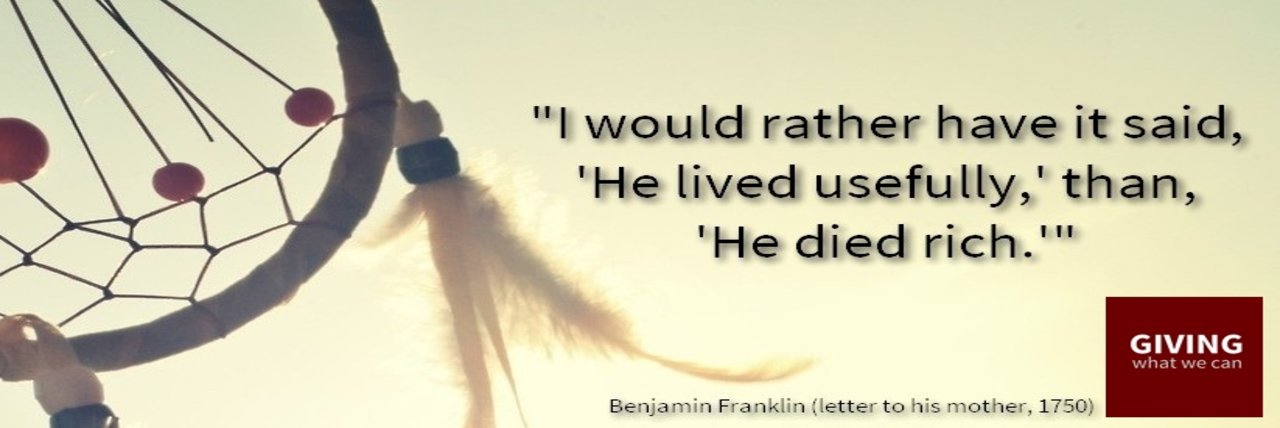 "I would rather have it said,
'He lived usefully,' than,
'He died rich.'"
GIVING
what we can
Benjamin Franklin (letter to his mother, 1750)